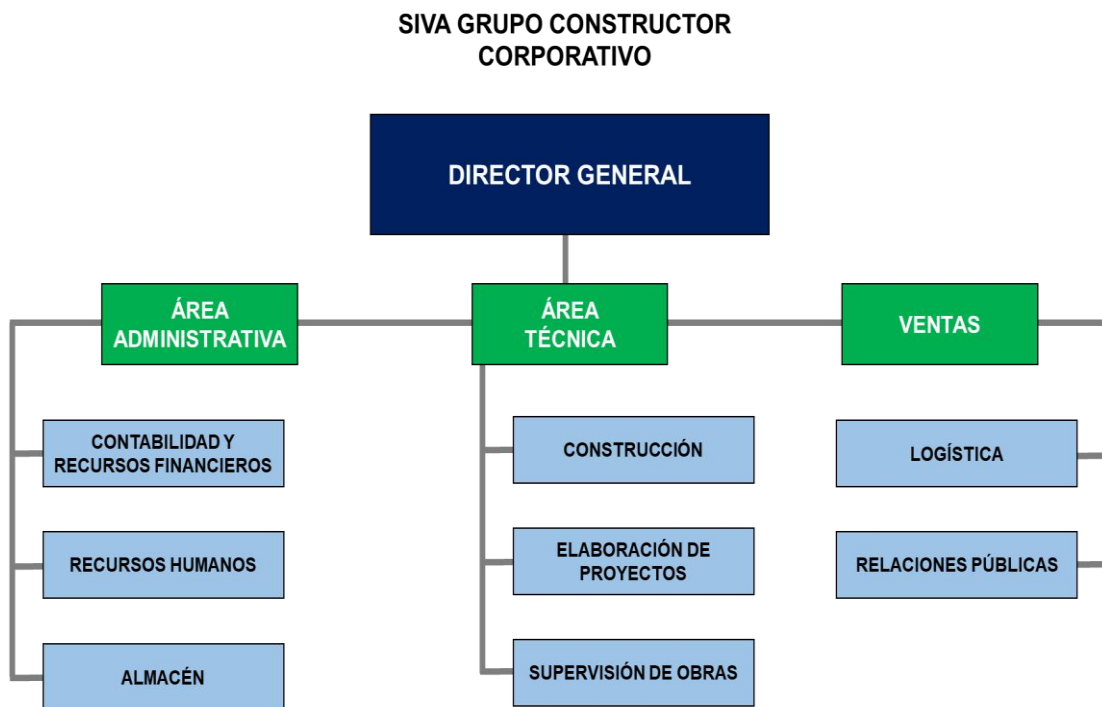 SIVA GRUPO CONSTRUCTOR
CORPORATIVO
DIRECTOR GENERAL
ÁREA
ADMINISTRATIVA
ÁREA
TÉCNICA
VENTAS
CONTABILIDAD Y
RECURSOS FINANCIEROS
RECURSOS HUMANOS
ALMACÉN
CONSTRUCCIÓN
ELABORACIÓN DE
PROYECTOS
SUPERVISIÓN DE OBRAS
LOGÍSTICA
RELACIONES PÚBLICAS